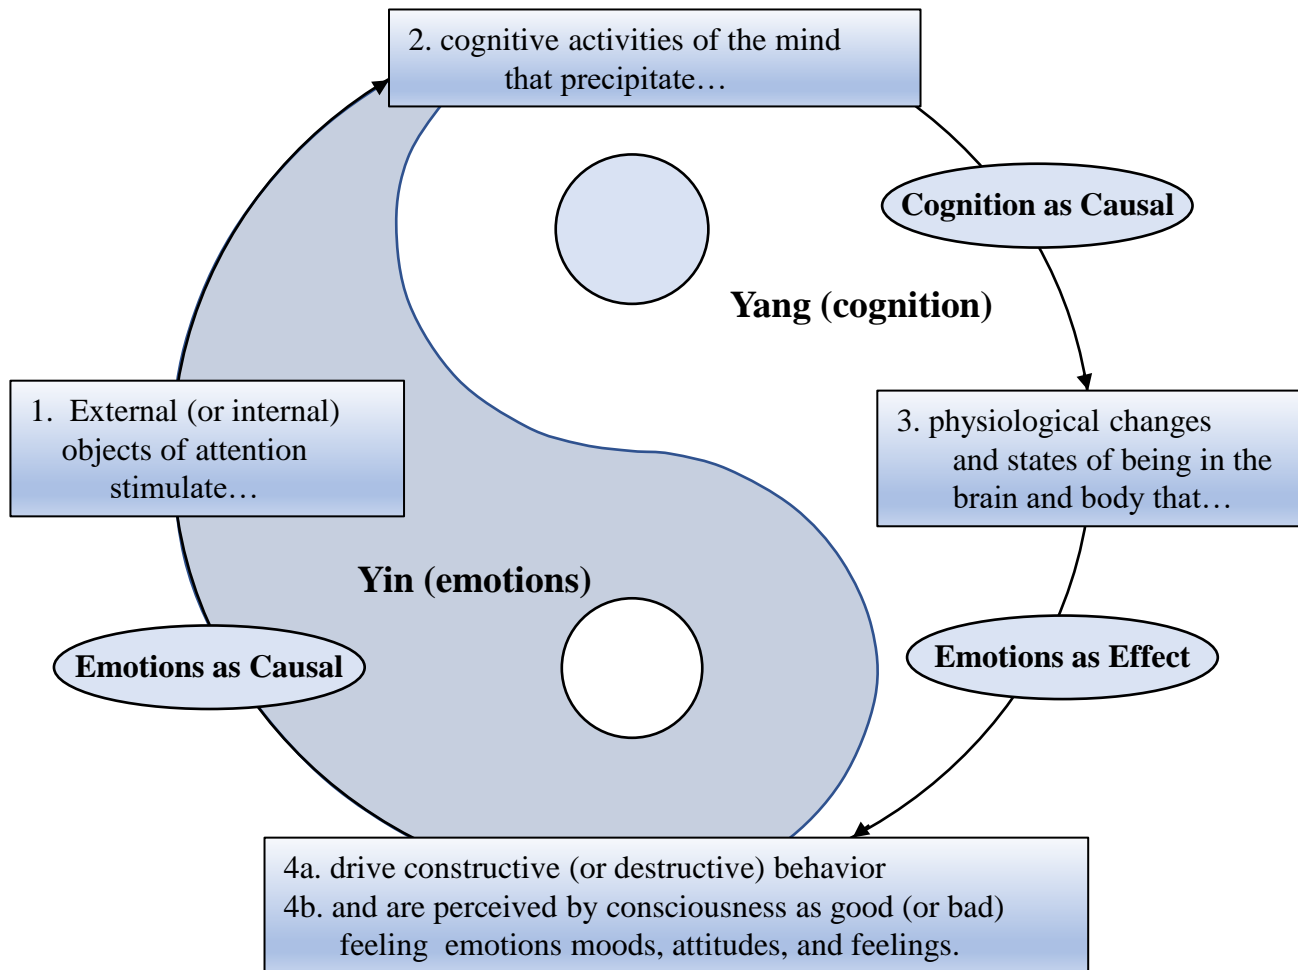 2. cognitive activities of the mind
that precipitate…
Cognition as Causal
Yang (cognition)
1. External (or internal)
objects of attention
stimulate…
3. physiological changes
and states of being in the
brain and body that…
Yin (emotions)
Emotions as Causal
Emotions as Effect
4a. drive constructive (or destructive) behavior
4b. and are perceived by consciousness as good (or bad)
feeling emotions moods, attitudes, and feelings.